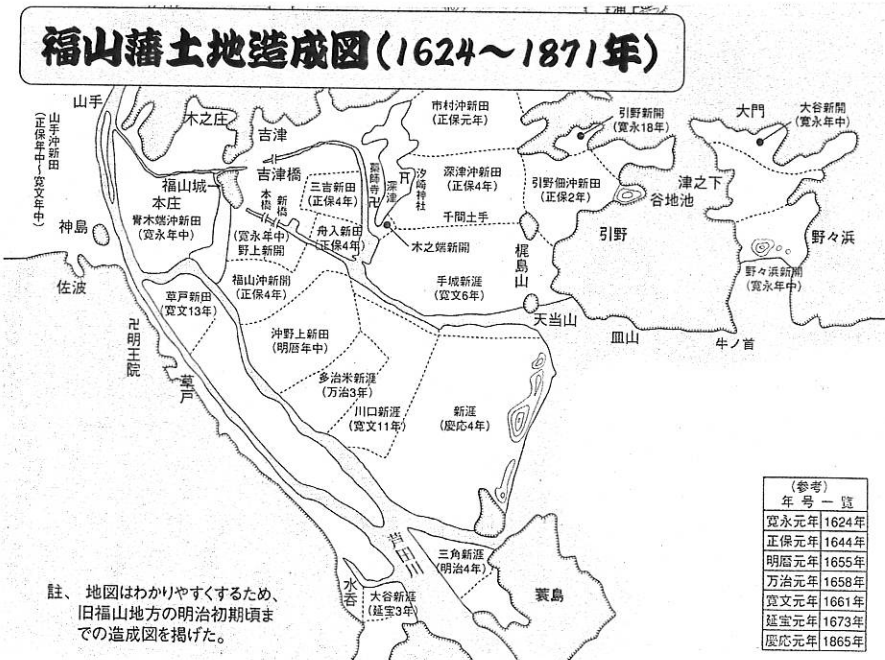 福山藩土地造成図(1624～1871年)
山手
山手沖新田
(正保年中～寛文年中)
木之庄
吉津
吉津橋
福山城
本庄
青木端沖新田
(寛永年中)
神島
佐波
卍明王院
草戸
草戸新田
(寛文13年)
本橋
新橋
三吉新田
(正保4年)
舟入新田
(正保4年)
(寛永年中)
野上新開
福山沖新開
(正保4年)
薬師寺卍
深津
汐崎神社
木之端新開
市村沖新田
(正保元年)
深津沖新田
(正保4年)
千間土手
手城新涯
(寛文6年)
梶島山
天当山
引野新開
(寛永18年)
引野佃沖新田
(正保2年)
谷地池
引野
皿山
牛ノ首
津之下
大門
大谷新開
(寛永年中)
野々浜
野々浜新開
(寛永年中)
沖野上新田
(明暦年中)
多治米新涯
(万治3年)
川口新涯
(寛文11年)
新涯
(慶応4年)
芦田川
三角新涯
(明治4年)
簑島
水呑
大谷新涯
(延宝3年)
註、地図はわかりやすくするため、
旧福山地方の明治初期頃ま
での造成図を掲げた。
(参考)
年号一覧
寛永元年 1624年
正保元年 1644年
明暦元年 1655年
万治元年 1658年
寛文元年 1661年
延宝元年 1673年
慶応元年 1865年